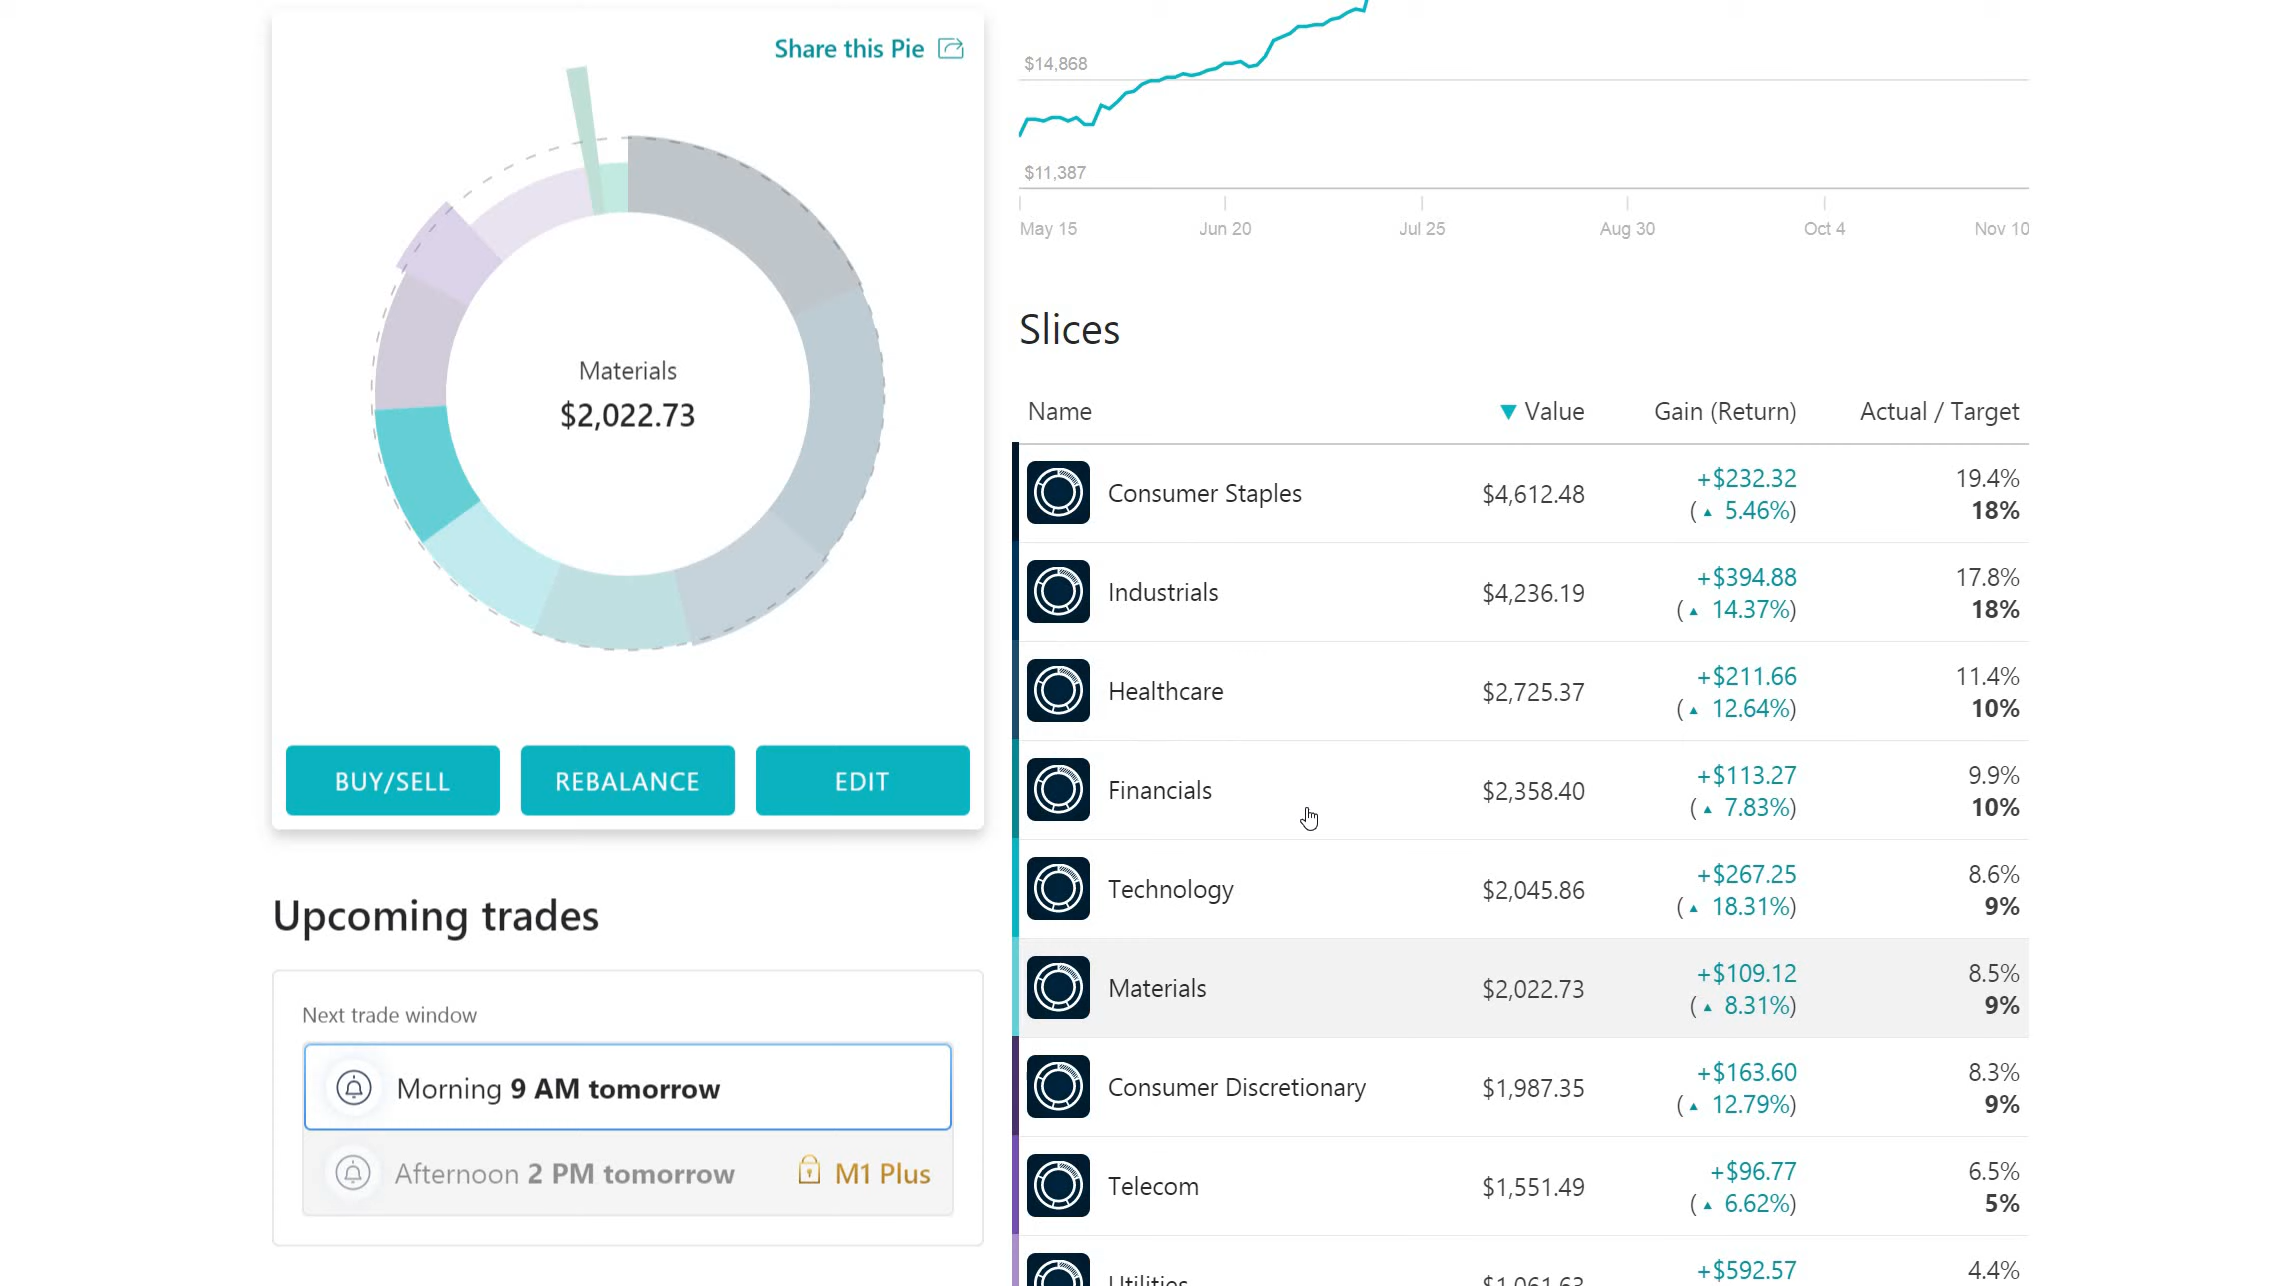 Share this Pie
Materials
$2,022.73
BUY/SELL
REBALANCE
EDIT
Upcoming trades
Next trade window
Morning 9 AM tomorrow
Afternoon 2 PM tomorrow
M1 Plus
$14,868
$11,387
May 15
Jun 20
Jul 25
Aug 30
Oct 4
Nov 10
Slices
Name ▼ Value Gain (Return) Actual / Target
Consumer Staples $4,612.48 +$232.32 19.4%
(▲ 5.46%) 18%
Industrials $4,236.19 +$394.88 17.8%
(▲ 14.37%) 18%
Healthcare $2,725.37 +$211.66 11.4%
(▲ 12.64%) 10%
Financials $2,358.40 +$113.27 9.9%
(▲ 7.83%) 10%
Technology $2,045.86 +$267.25 8.6%
(▲ 18.31%) 9%
Materials $2,022.73 +$109.12 8.5%
(▲ 8.31%) 9%
Consumer Discretionary $1,987.35 +$163.60 8.3%
(▲ 12.79%) 9%
Telecom $1,551.49 +$96.77 6.5%
(▲ 6.62%) 5%
Utilities $1,061.63 +$592.57 4.4%